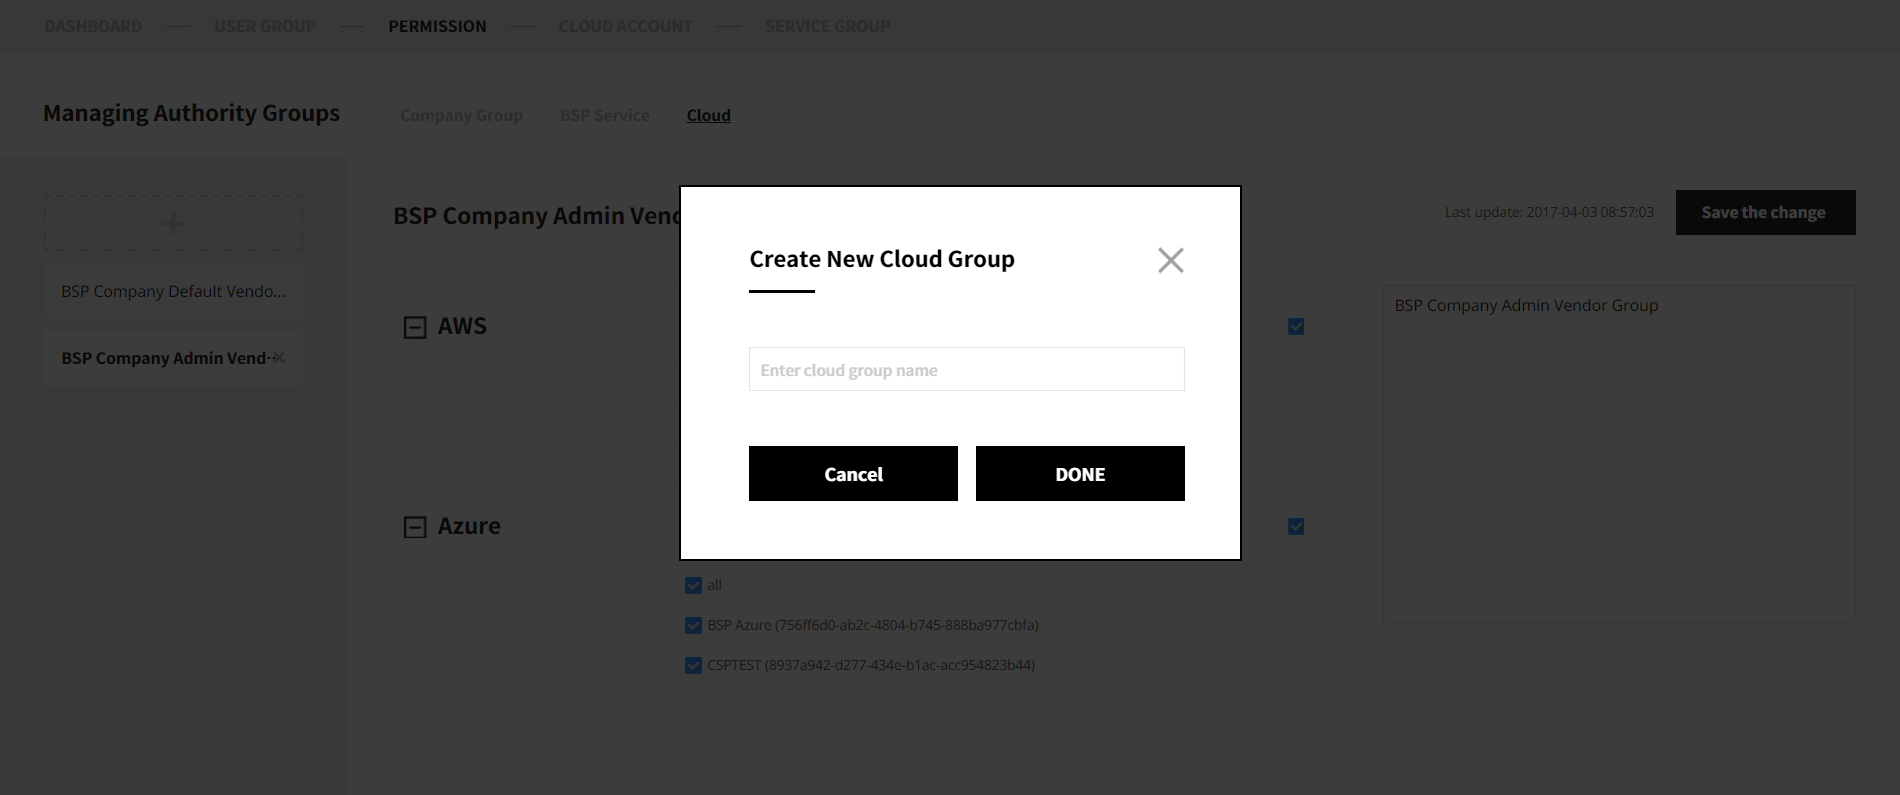 DASHBOARD — USER GROUP — PERMISSION — CLOUD ACCOUNT — SERVICE GROUP
Managing Authority Groups Company Group BSP Service Cloud
BSP Company Default Vendo...
BSP Company Admin Vend...
BSP Company Admin Vend
Last update: 2017-04-03 08:57:03 Save the change
Create New Cloud Group
Enter cloud group name
Cancel DONE
AWS
Azure
all
BSP Azure (756ff6d0-ab2c-4804-b745-888ba977cbfa)
CSPTEST (8937a942-d277-434e-b1ac-acc954823b44)
BSP Company Admin Vendor Group